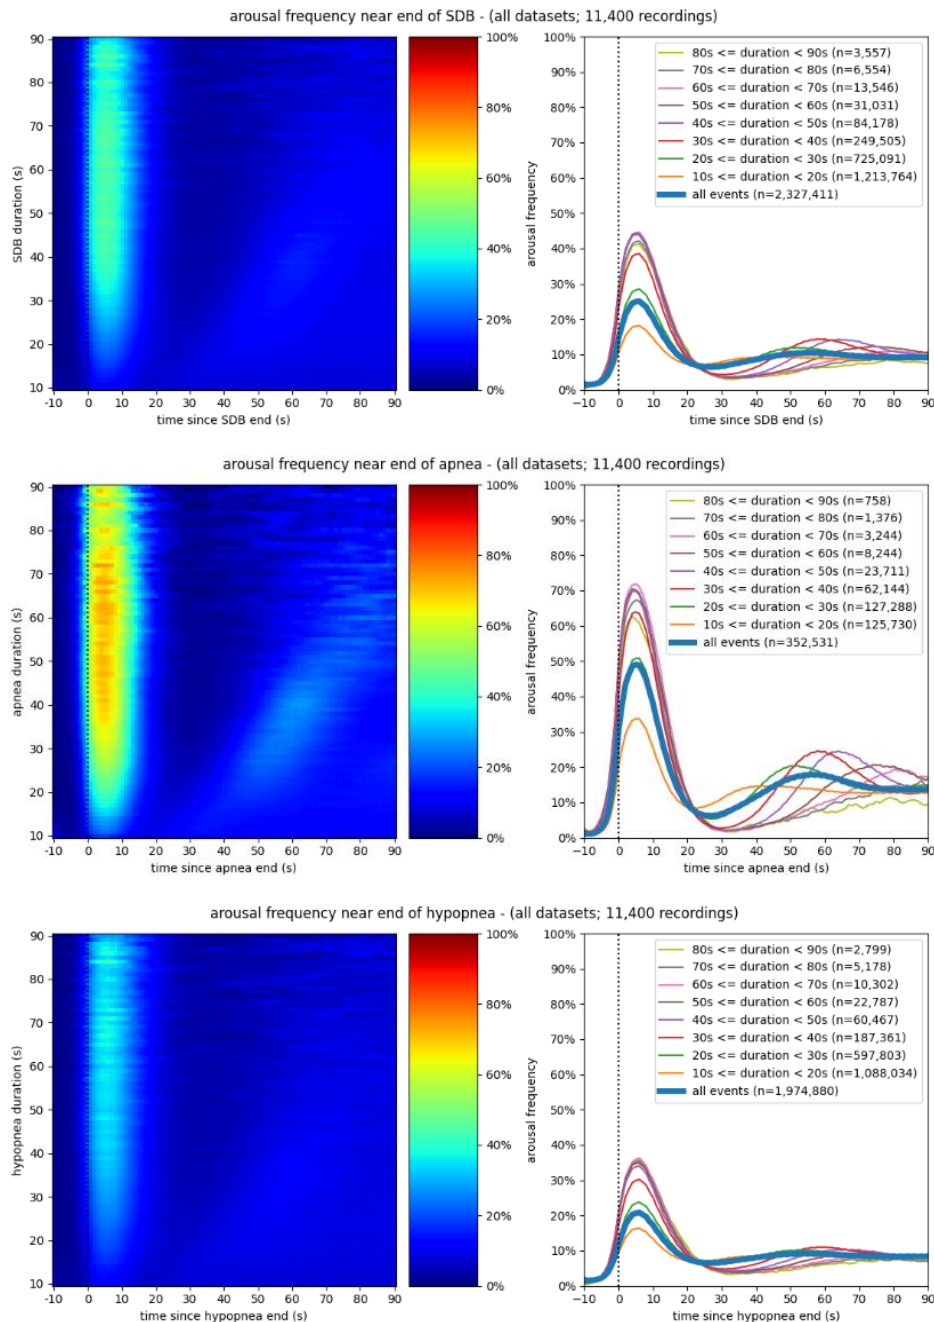 arousal frequency near end of SDB - (all datasets; 11,400 recordings)
SDB duration (s)
90
80
70
60
50
40
30
20
10
-10 0 10 20 30 40 50 60 70 80 90
time since SDB end (s)
100%
80%
60%
40%
20%
0%
arousal frequency
100%
90%
80%
70%
60%
50%
40%
30%
20%
10%
0%
80s <= duration < 90s (n=3,557)
70s <= duration < 80s (n=6,554)
60s <= duration < 70s (n=13,546)
50s <= duration < 60s (n=31,031)
40s <= duration < 50s (n=84,178)
30s <= duration < 40s (n=249,505)
20s <= duration < 30s (n=725,091)
10s <= duration < 20s (n=1,213,764)
all events (n=2,327,411)
−10 0 10 20 30 40 50 60 70 80 90
time since SDB end (s)
arousal frequency near end of apnea - (all datasets; 11,400 recordings)
apnea duration (s)
90
80
70
60
50
40
30
20
10
-10 0 10 20 30 40 50 60 70 80 90
time since apnea end (s)
100%
80%
60%
40%
20%
0%
arousal frequency
100%
90%
80%
70%
60%
50%
40%
30%
20%
10%
0%
80s <= duration < 90s (n=758)
70s <= duration < 80s (n=1,376)
60s <= duration < 70s (n=3,244)
50s <= duration < 60s (n=8,244)
40s <= duration < 50s (n=23,711)
30s <= duration < 40s (n=62,144)
20s <= duration < 30s (n=127,288)
10s <= duration < 20s (n=125,730)
all events (n=352,531)
−10 0 10 20 30 40 50 60 70 80 90
time since apnea end (s)
arousal frequency near end of hypopnea - (all datasets; 11,400 recordings)
hypopnea duration (s)
90
80
70
60
50
40
30
20
10
-10 0 10 20 30 40 50 60 70 80 90
time since hypopnea end (s)
100%
80%
60%
40%
20%
0%
arousal frequency
100%
90%
80%
70%
60%
50%
40%
30%
20%
10%
0%
80s <= duration < 90s (n=2,799)
70s <= duration < 80s (n=5,178)
60s <= duration < 70s (n=10,302)
50s <= duration < 60s (n=22,787)
40s <= duration < 50s (n=60,467)
30s <= duration < 40s (n=187,361)
20s <= duration < 30s (n=597,803)
10s <= duration < 20s (n=1,088,034)
all events (n=1,974,880)
−10 0 10 20 30 40 50 60 70 80 90
time since hypopnea end (s)